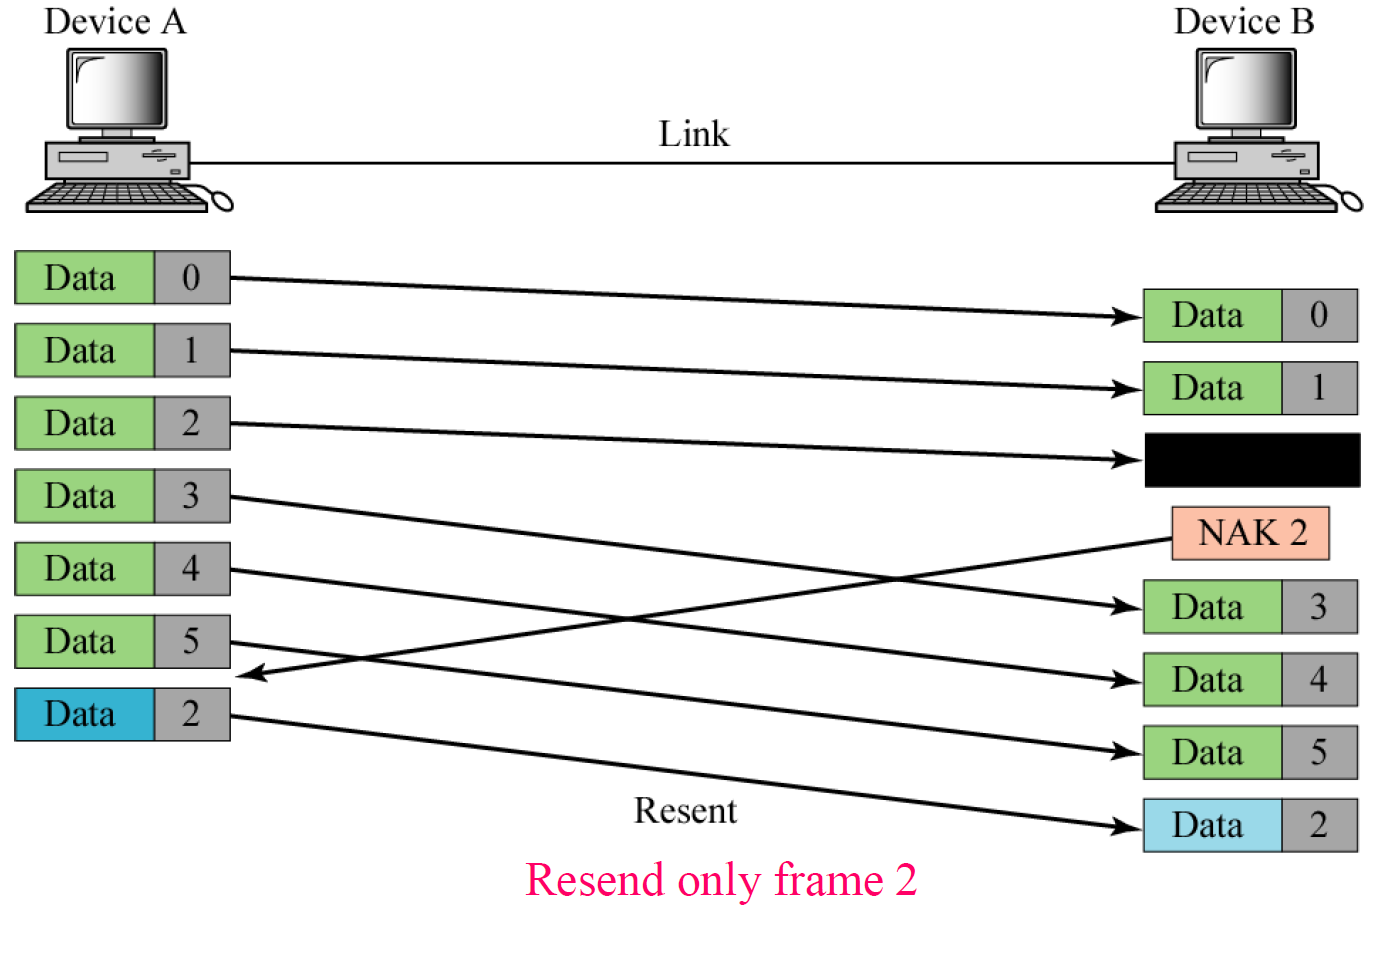 Device A
Device B
Link
Data 0
Data 1
Data 2
Data 3
Data 4
Data 5
Data 2
Data 0
Data 1
NAK 2
Data 3
Data 4
Data 5
Data 2
Resent
Resend only frame 2